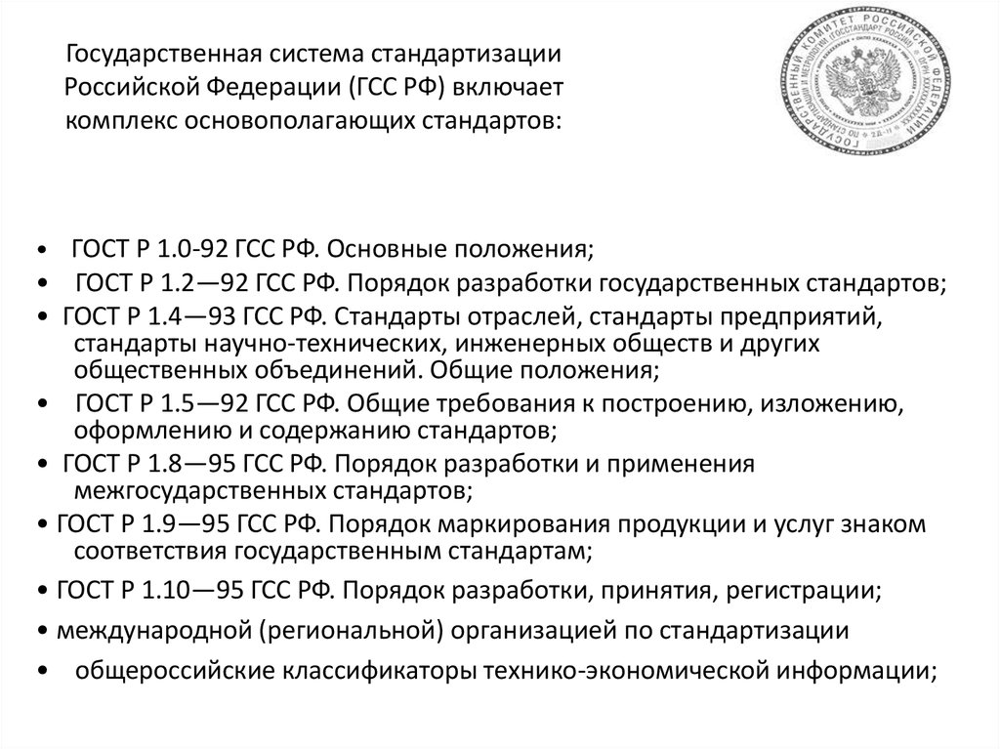 Государственная система стандартизации
Российской Федерации (ГСС РФ) включает
комплекс основополагающих стандартов:
• ГОСТ Р 1.0-92 ГСС РФ. Основные положения;
• ГОСТ Р 1.2—92 ГСС РФ. Порядок разработки государственных стандартов;
• ГОСТ Р 1.4—93 ГСС РФ. Стандарты отраслей, стандарты предприятий,
стандарты научно-технических, инженерных обществ и других
общественных объединений. Общие положения;
• ГОСТ Р 1.5—92 ГСС РФ. Общие требования к построению, изложению,
оформлению и содержанию стандартов;
• ГОСТ Р 1.8—95 ГСС РФ. Порядок разработки и применения
межгосударственных стандартов;
• ГОСТ Р 1.9—95 ГСС РФ. Порядок маркирования продукции и услуг знаком
соответствия государственным стандартам;
• ГОСТ Р 1.10—95 ГСС РФ. Порядок разработки, принятия, регистрации;
• международной (региональной) организацией по стандартизации
• общероссийские классификаторы технико-экономической информации;
ГОСУДАРСТВЕННЫЙ КОМИТЕТ РОССИЙСКОЙ ФЕДЕРАЦИИ